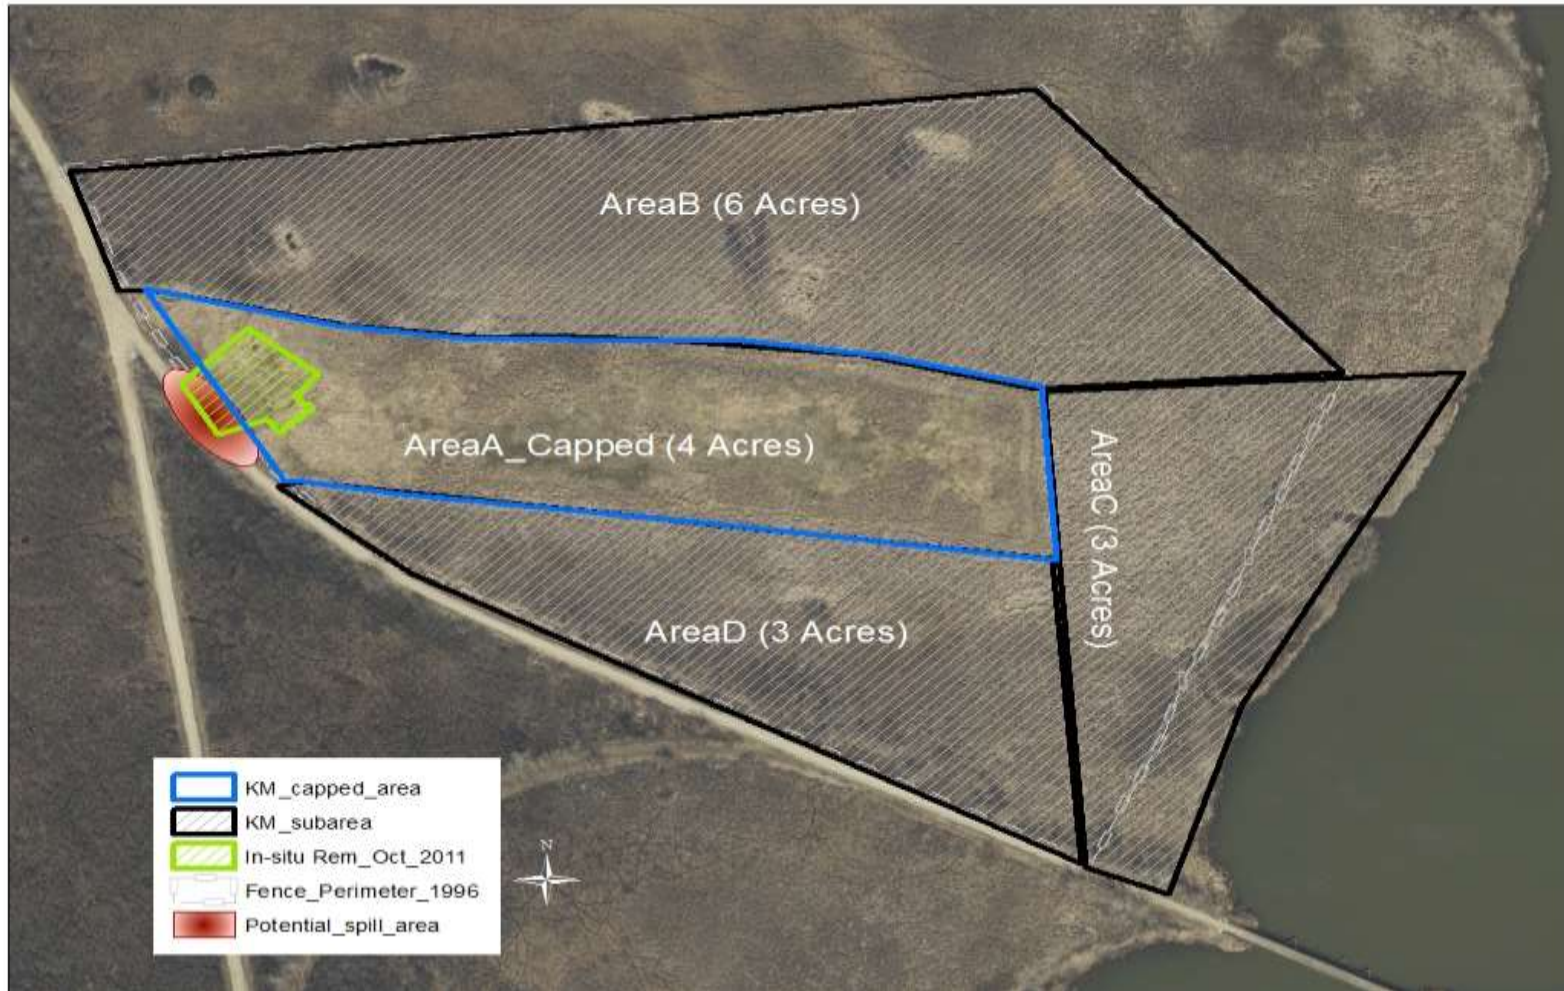 AreaB (6 Acres)
AreaA_Capped (4 Acres)
AreaC (3 Acres)
AreaD (3 Acres)
KM_capped_area
KM_subarea
In-situ Rem_Oct_2011
Fence_Perimeter_1996
Potential_spill_area
N